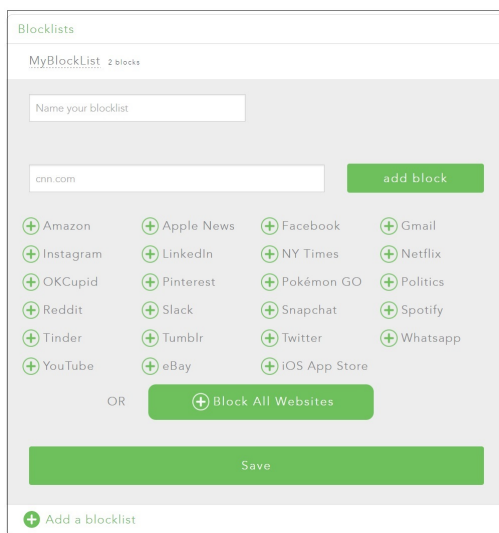 Blocklists
MyBlockList 2 blocks
Name your blocklist
cnn.com add block
Amazon Apple News Facebook Gmail
Instagram LinkedIn NY Times Netflix
OKCupid Pinterest Pokémon GO Politics
Reddit Slack Snapchat Spotify
Tinder Tumblr Twitter Whatsapp
YouTube eBay iOS App Store
OR Block All Websites
Save
Add a blocklist